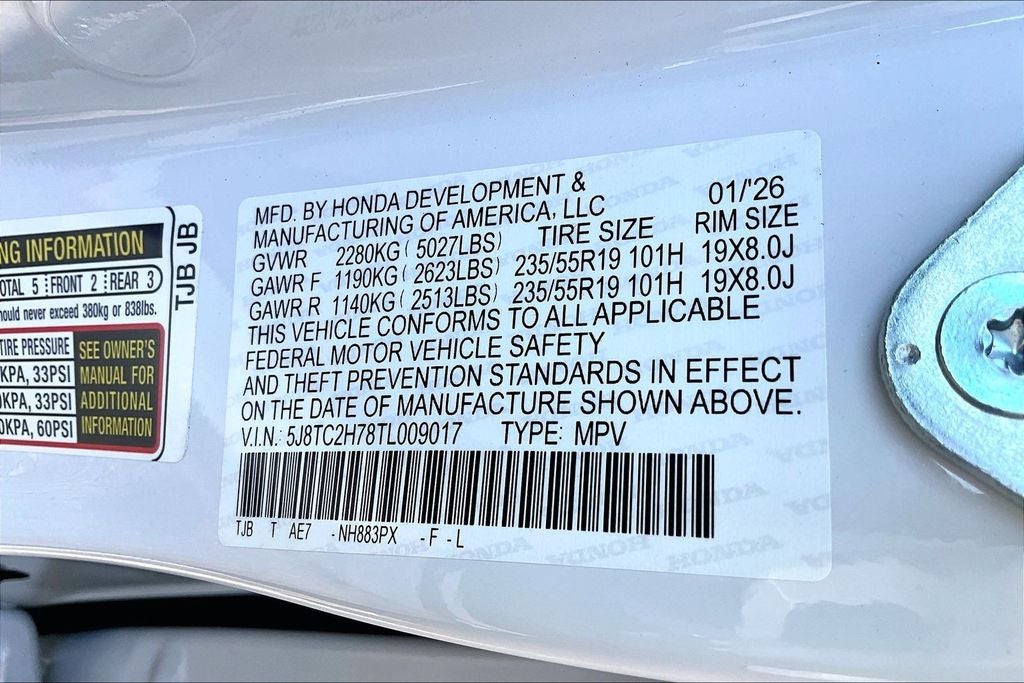 NG INFORMATION
OTAL 5 FRONT 2 REAR 3
ould never exceed 380kg or 838lbs.
TIRE PRESSURE
KPA, 33PSI
0KPA, 33PSI
0KPA, 60PSI
SEE OWNER'S
MANUAL FOR
ADDITIONAL
INFORMATION
TJB JB
MFD. BY HONDA DEVELOPMENT & 01/'26
MANUFACTURING OF AMERICA, LLC
GVWR 2280KG ( 5027LBS) TIRE SIZE RIM SIZE
GAWR F 1190KG ( 2623LBS) 235/55R19 101H 19X8.0J
GAWR R 1140KG ( 2513LBS) 235/55R19 101H 19X8.0J
THIS VEHICLE CONFORMS TO ALL APPLICABLE
FEDERAL MOTOR VEHICLE SAFETY
AND THEFT PREVENTION STANDARDS IN EFFECT
ON THE DATE OF MANUFACTURE SHOWN ABOVE.
V.I.N.: 5J8TC2H78TL009017 TYPE: MPV
TJB T AE7 -NH883PX -F-L
HONDA